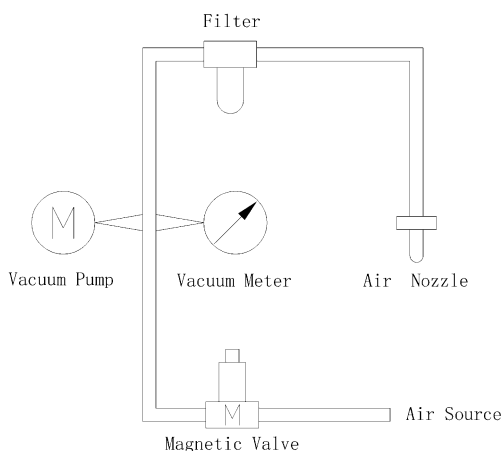 Filter
M
Vacuum Pump
Vacuum Meter
Air Nozzle
M
Air Source
Magnetic Valve